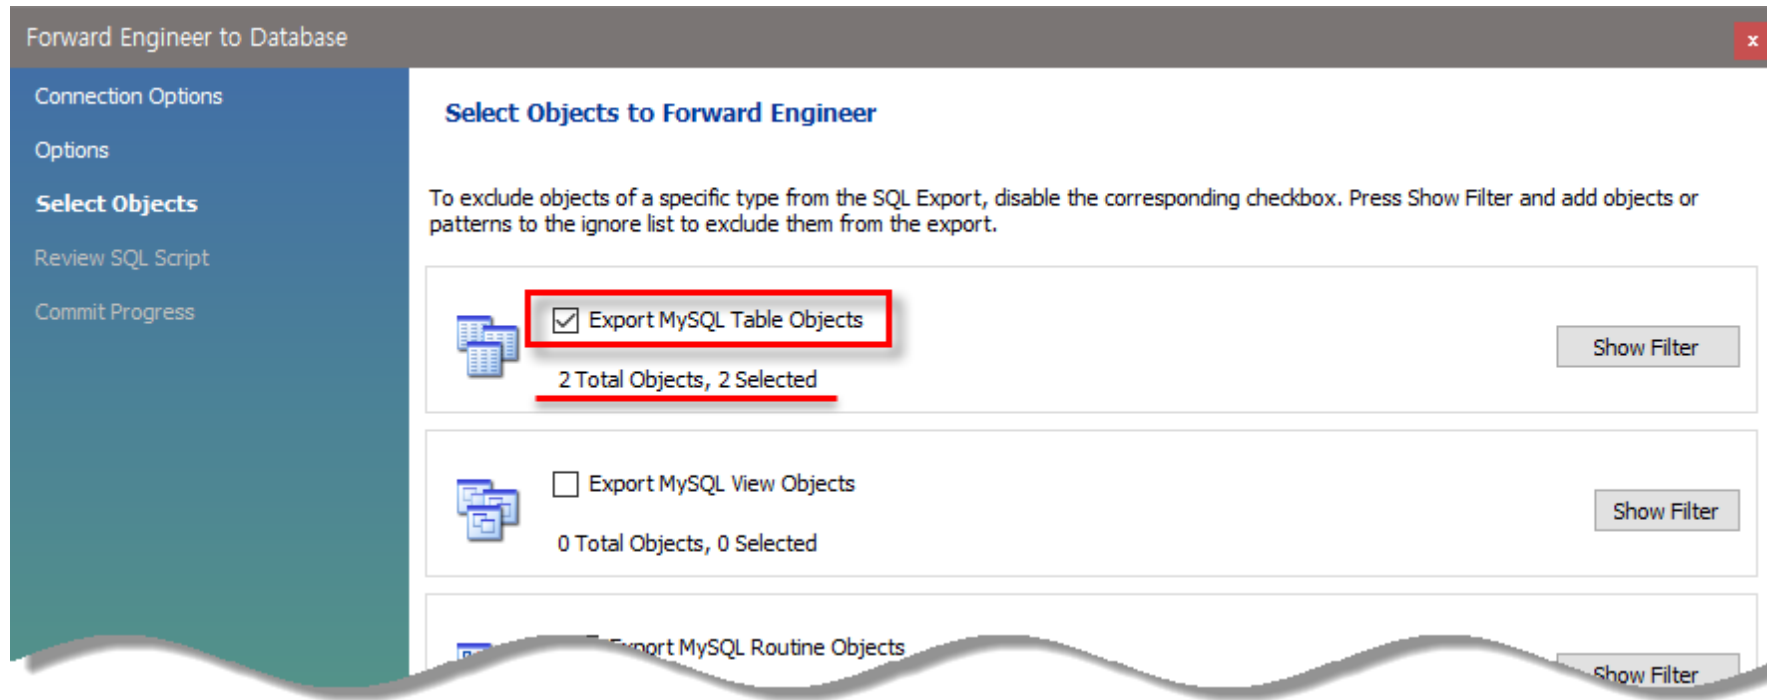 Forward Engineer to Database
x
Connection Options
Options
Select Objects
Review SQL Script
Commit Progress
Select Objects to Forward Engineer
To exclude objects of a specific type from the SQL Export, disable the corresponding checkbox. Press Show Filter and add objects or
patterns to the ignore list to exclude them from the export.
Export MySQL Table Objects
Show Filter
2 Total Objects, 2 Selected
Export MySQL View Objects
Show Filter
0 Total Objects, 0 Selected
Export MySQL Routine Objects
Show Filter